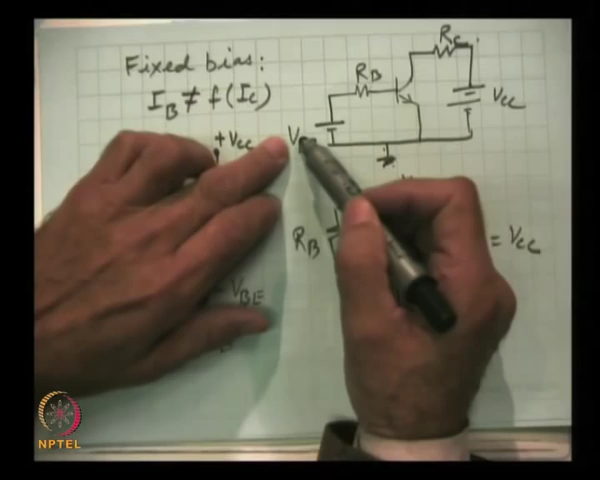 Fixed bias:
I_B ≠ f(I_C)
R_C
R_B
V_CC
+V_CC
V
R_B
= V_CC
V_BE
NPTEL